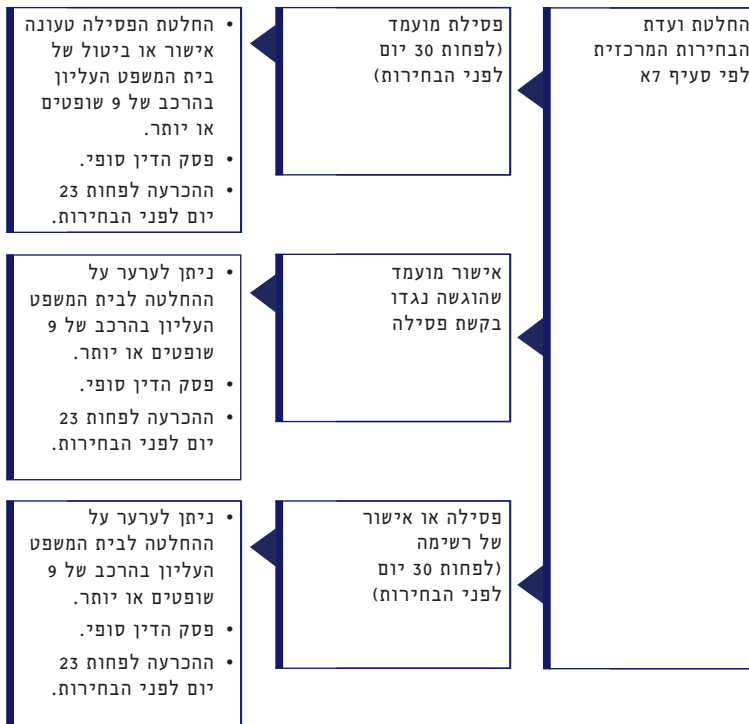 החלטת ועדת
הבחירות המרכזית
לפי סעיף 7א
פסילת מועמד
(לפחות 30 יום
לפני הבחירות)
• החלטת הפסילה טעונה
אישור או ביטול של
בית המשפט העליון
בהרכב של 9 שופטים
או יותר.
• פסק הדין סופי.
• ההכרעה לפחות 23
יום לפני הבחירות.
אישור מועמד
שהוגשה נגדו
בקשת פסילה
• ניתן לערער על
ההחלטה לבית המשפט
העליון בהרכב של 9
שופטים או יותר.
• פסק הדין סופי.
• ההכרעה לפחות 23
יום לפני הבחירות.
פסילה או אישור
של רשימה
(לפחות 30 יום
לפני הבחירות)
• ניתן לערער על
ההחלטה לבית המשפט
העליון בהרכב של 9
שופטים או יותר.
• פסק הדין סופי.
• ההכרעה לפחות 23
יום לפני הבחירות.